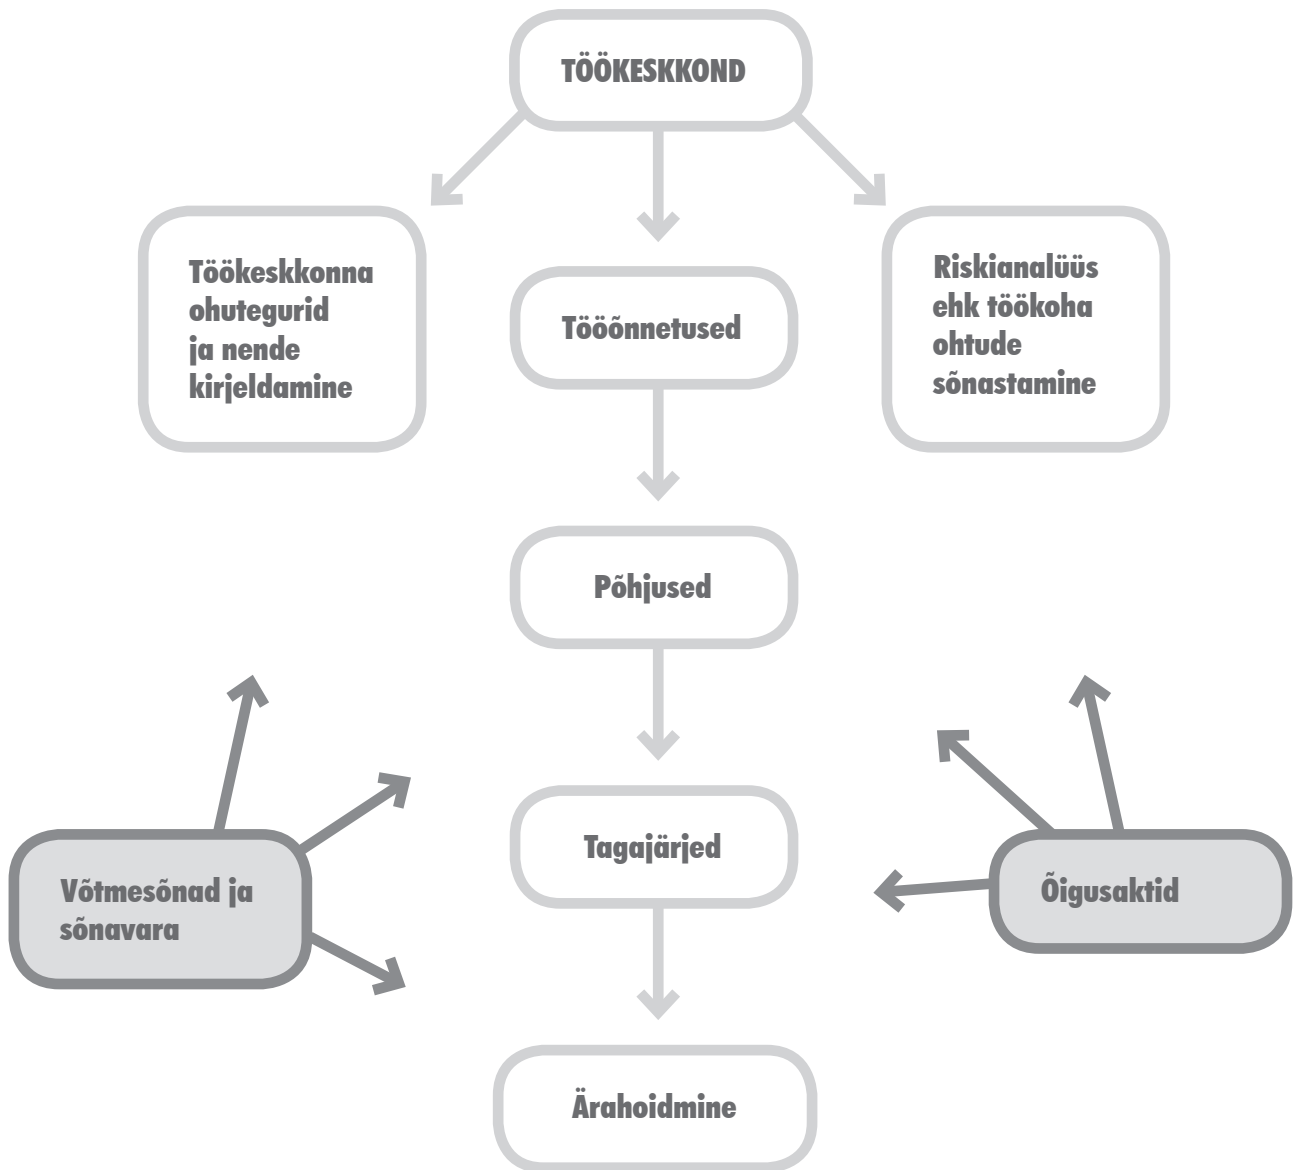 TÖÖKESKKOND
Töökeskkonna
ohutegurid
ja nende
kirjeldamine
Tööõnnetused
Riskianalüüs
ehk töökoha
ohtude
sõnastamine
Põhjused
Tagajärjed
Võtmesõnad ja
sõnavara
Õigusaktid
Ärahoidmine